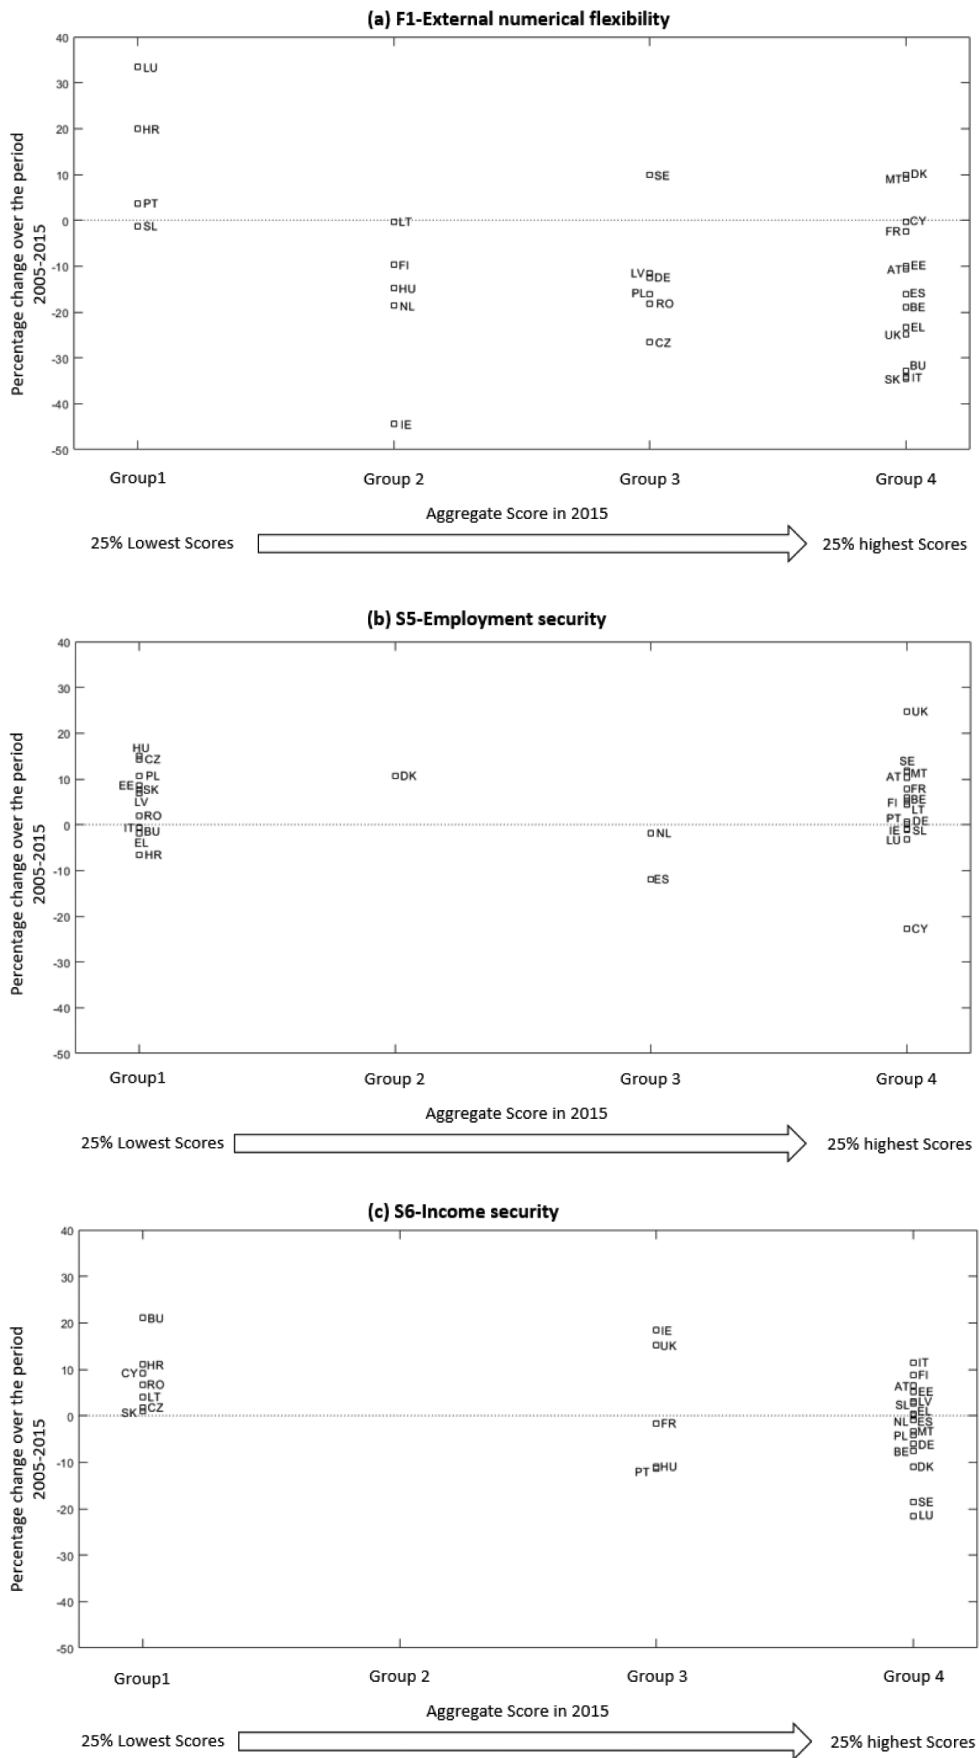 (a) F1-External numerical flexibility
Percentage change over the period
2005-2015
40
30
20
10
0
-10
-20
-30
-40
-50
LU
HR
PT
SL
LT
FI
HU
NL
IE
SE
LV
DE
PL
RO
CZ
DK
MT
CY
FR
EE
AT
ES
BE
EL
UK
BU
SK
IT
Group1
Group 2
Group 3
Group 4
Aggregate Score in 2015
25% Lowest Scores
25% highest Scores
(b) S5-Employment security
Percentage change over the period
2005-2015
40
30
20
10
0
-10
-20
-30
-40
-50
HU
CZ
PL
EE
SK
LV
RO
IT
BU
EL
HR
DK
NL
ES
UK
SE
MT
AT
FR
BE
FI
LT
PT
DE
IE
SL
LU
CY
Group1
Group 2
Group 3
Group 4
Aggregate Score in 2015
25% Lowest Scores
25% highest Scores
(c) S6-Income security
Percentage change over the period
2005-2015
40
30
20
10
0
-10
-20
-30
-40
-50
BU
HR
CY
RO
LT
CZ
SK
IE
UK
FR
HU
PT
IT
FI
AT
EE
LV
SL
EL
NL
ES
MT
PL
DE
BE
DK
SE
LU
Group1
Group 2
Group 3
Group 4
Aggregate Score in 2015
25% Lowest Scores
25% highest Scores